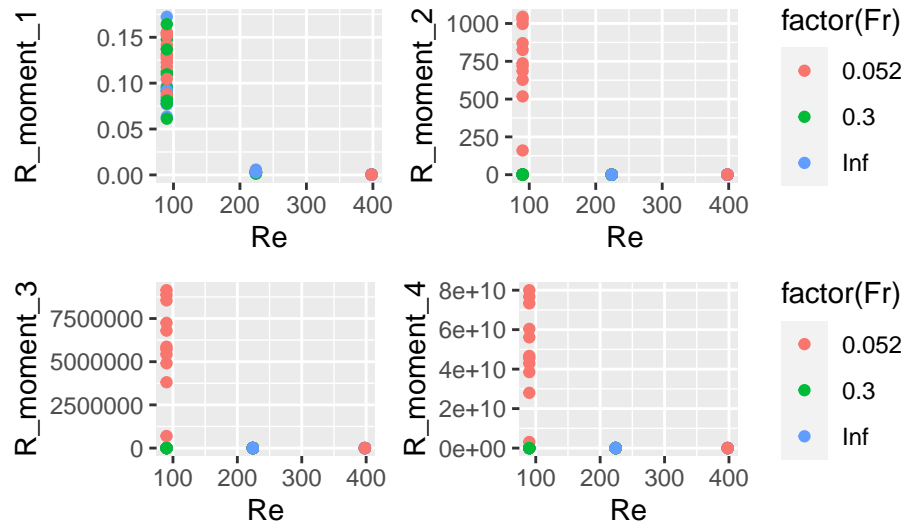 R_moment_1
0.15
0.10
0.05
0.00
100 200 300 400
Re
R_moment_2
1000
750
500
250
0
100 200 300 400
Re
factor(Fr)
0.052
0.3
Inf
R_moment_3
7500000
5000000
2500000
0
100 200 300 400
Re
R_moment_4
8e+10
6e+10
4e+10
2e+10
0e+00
100 200 300 400
Re
factor(Fr)
0.052
0.3
Inf